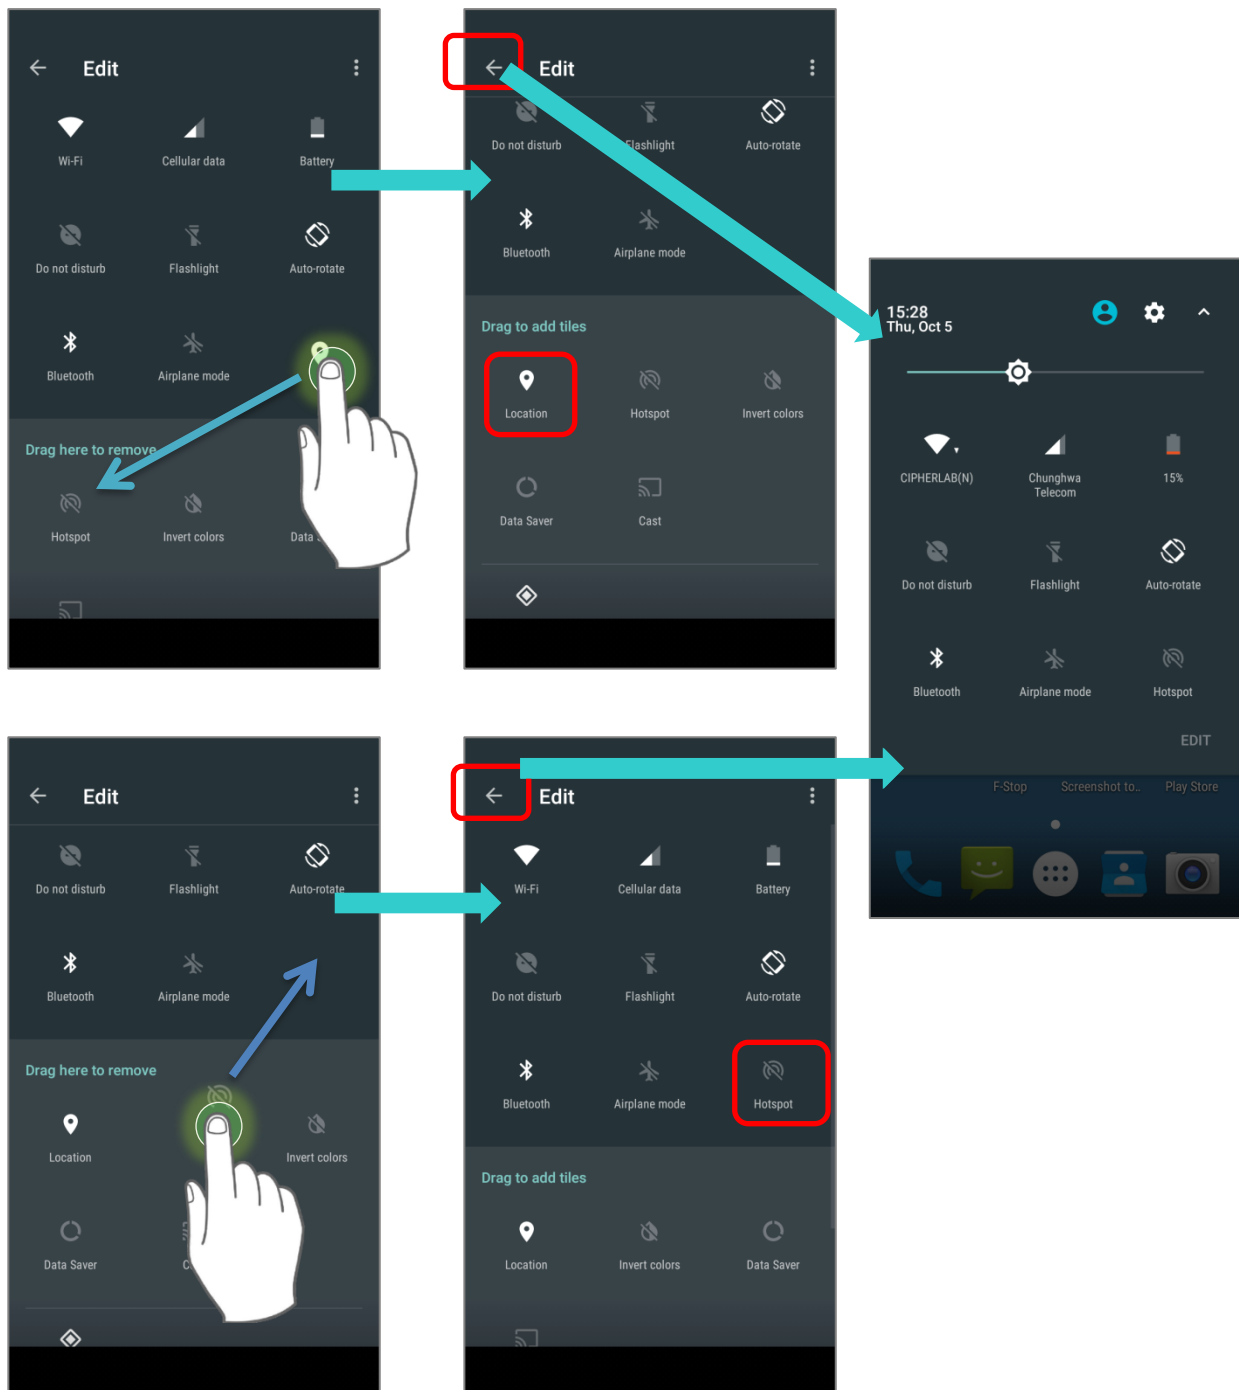 Edit
Wi-Fi
Cellular data
Battery
Do not disturb
Flashlight
Auto-rotate
Bluetooth
Airplane mode
Drag here to remove
Hotspot
Invert colors
Data
Edit
Do not disturb
Flashlight
Auto-rotate
Bluetooth
Airplane mode
Drag to add tiles
Location
Hotspot
Invert colors
Data Saver
Cast
15:28
Thu, Oct 5
CIPHERLAB(N)
Chunghwa
Telecom
15%
Do not disturb
Flashlight
Auto-rotate
Bluetooth
Airplane mode
Hotspot
EDIT
F-Stop
Screenshot to..
Play Store
Edit
Do not disturb
Flashlight
Auto-rotate
Bluetooth
Airplane mode
Drag here to remove
Location
Invert colors
Data Saver
Edit
Wi-Fi
Cellular data
Battery
Do not disturb
Flashlight
Auto-rotate
Bluetooth
Airplane mode
Hotspot
Drag to add tiles
Location
Invert colors
Data Saver